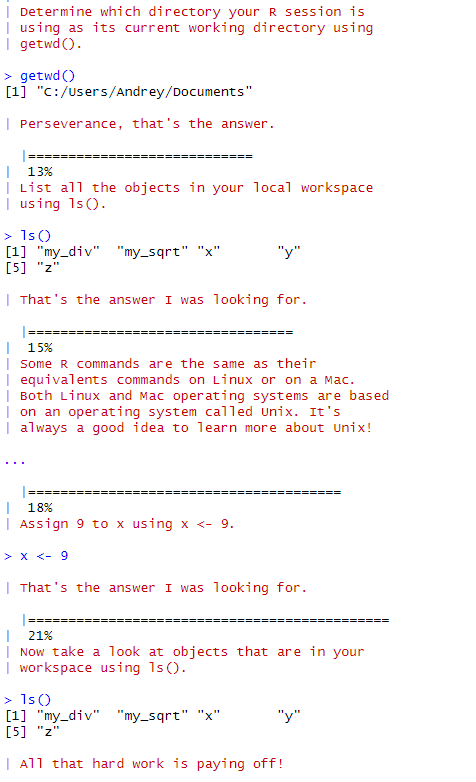 | Determine which directory your R session is
| using as its current working directory using
| getwd().
> getwd()
[1] "C:/Users/Andrey/Documents"
| Perseverance, that's the answer.
|============================
| 13%
| List all the objects in your local workspace
| using ls().
> ls()
[1] "my_div"  "my_sqrt" "x"       "y"
[5] "z"
| That's the answer I was looking for.
|=================================
| 15%
| Some R commands are the same as their
| equivalents commands on Linux or on a Mac.
| Both Linux and Mac operating systems are based
| on an operating system called Unix. It's
| always a good idea to learn more about Unix!
...
|=======================================
| 18%
| Assign 9 to x using x <- 9.
> x <- 9
| That's the answer I was looking for.
|=============================================
| 21%
| Now take a look at objects that are in your
| workspace using ls().
> ls()
[1] "my_div"  "my_sqrt" "x"       "y"
[5] "z"
| All that hard work is paying off!